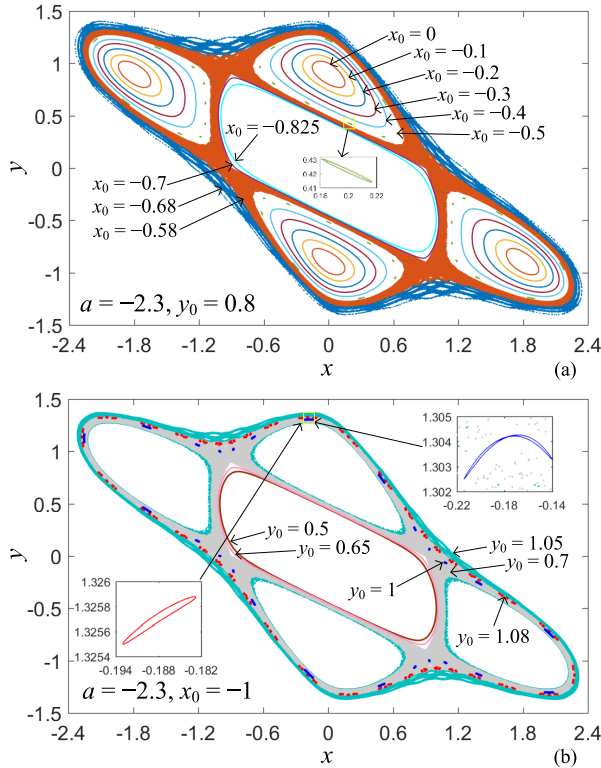 1.5
1
0.5
0
-0.5
-1
-1.5
y
x₀ = 0
x₀ = −0.1
x₀ = −0.2
x₀ = −0.3
x₀ = −0.4
x₀ = −0.5
x₀ = −0.825
0.43
0.42
0.41
0.18 0.2 0.22
x₀ = −0.7
x₀ = −0.68
x₀ = −0.58
a = −2.3, y₀ = 0.8
-2.4 -1.8 -1.2 -0.6 0 0.6 1.2 1.8 2.4
x
(a)
1.5
1
0.5
0
-0.5
-1
-1.5
y
1.305
1.304
1.303
1.302
-0.22 -0.18 -0.14
y₀ = 0.5
y₀ = 0.65
y₀ = 1.05
y₀ = 0.7
y₀ = 1
y₀ = 1.08
1.326
1.3258
1.3256
1.3254
-0.194 -0.188 -0.182
a = −2.3, x₀ = −1
-2.4 -1.8 -1.2 -0.6 0 0.6 1.2 1.8 2.4
x
(b)